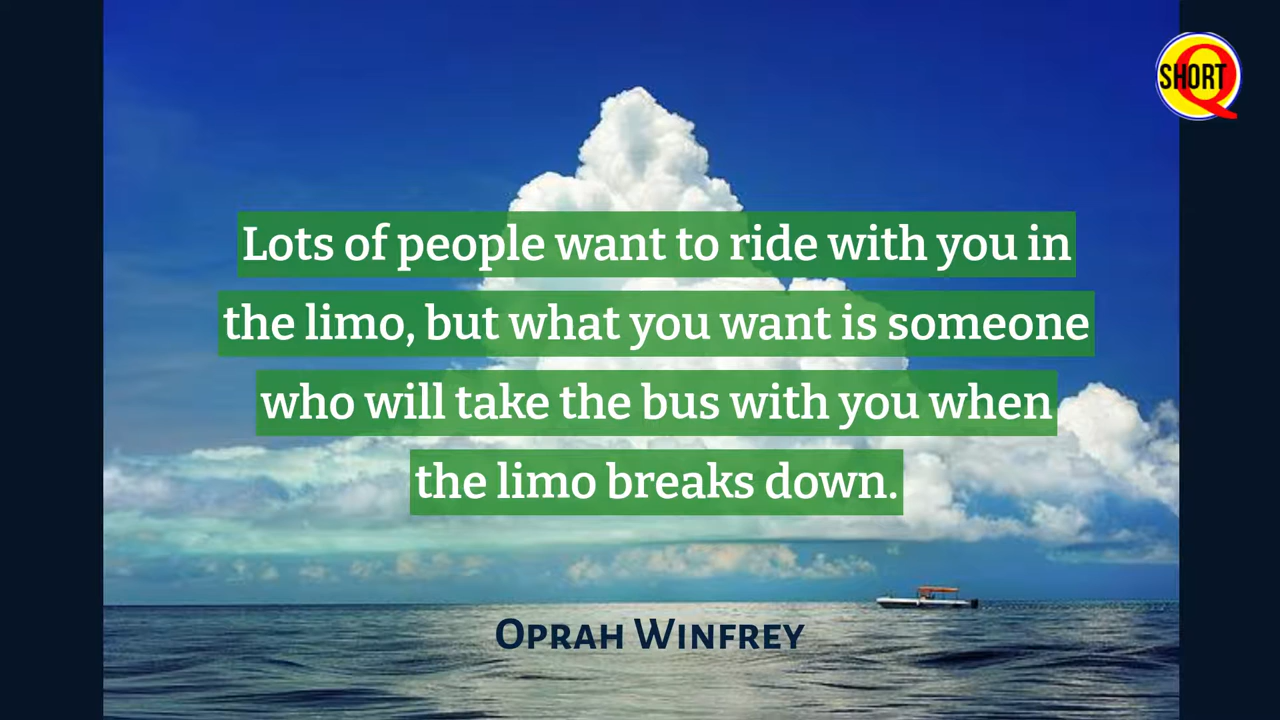 SHORT Q
Lots of people want to ride with you in
the limo, but what you want is someone
who will take the bus with you when
the limo breaks down.
Oprah Winfrey